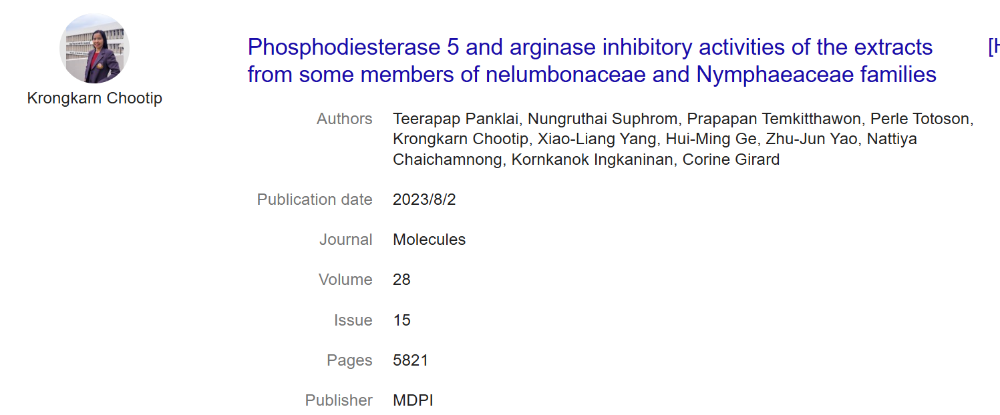 Krongkarn Chootip
Phosphodiesterase 5 and arginase inhibitory activities of the extracts
from some members of nelumbonaceae and Nymphaeaceae families
Authors
Teerapap Panklai, Nungruthai Suphrom, Prapapan Temkitthawon, Perle Totoson,
Krongkarn Chootip, Xiao-Liang Yang, Hui-Ming Ge, Zhu-Jun Yao, Nattiya
Chaichamnong, Kornkanok Ingkaninan, Corine Girard
Publication date
2023/8/2
Journal
Molecules
Volume
28
Issue
15
Pages
5821
Publisher
MDPI